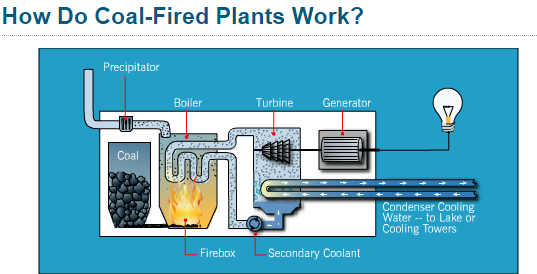 How Do Coal-Fired Plants Work?
Precipitator
Boiler
Turbine
Generator
Coal
Condenser Cooling
Water -- to Lake or
Cooling Towers
Firebox
Secondary Coolant